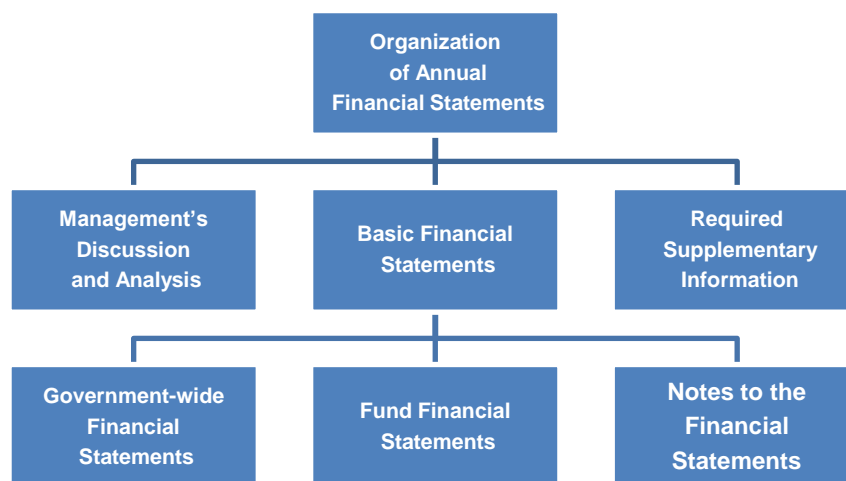 Organization
of Annual
Financial Statements
Management’s
Discussion
and Analysis
Basic Financial
Statements
Required
Supplementary
Information
Government-wide
Financial
Statements
Fund Financial
Statements
Notes to the
Financial
Statements